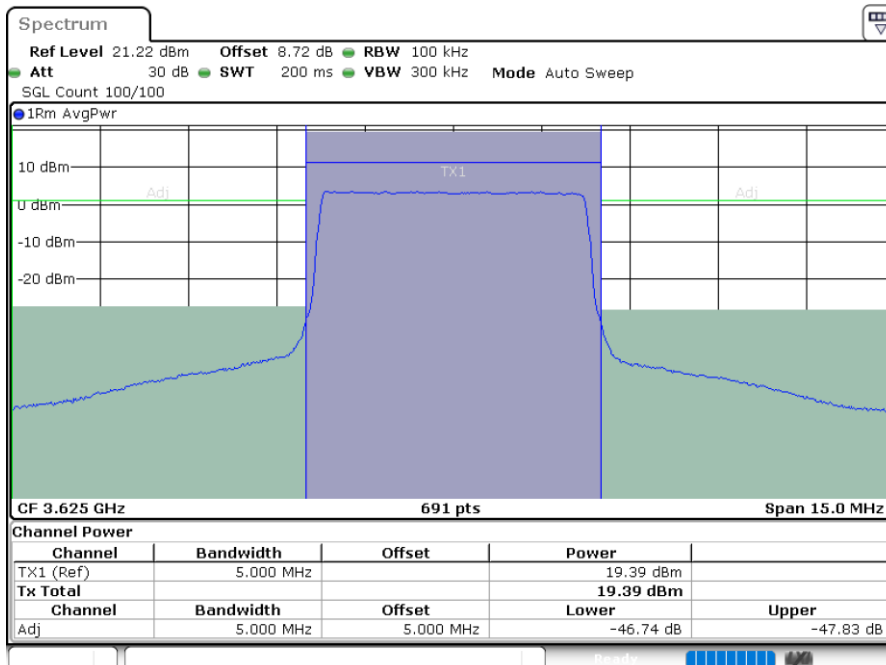 Spectrum
Ref Level 21.22 dBm Offset 8.72 dB RBW 100 kHz
Att 30 dB SWT 200 ms VBW 300 kHz Mode Auto Sweep
SGL Count 100/100
1Rm AvgPwr
10 dBm
TX1
Adj Adj
0 dBm
-10 dBm
-20 dBm
CF 3.625 GHz 691 pts Span 15.0 MHz
Channel Power
Channel Bandwidth Offset Power
TX1 (Ref) 5.000 MHz 19.39 dBm
Tx Total 19.39 dBm
Channel Bandwidth Offset Lower Upper
Adj 5.000 MHz 5.000 MHz -46.74 dB -47.83 dB
Ready